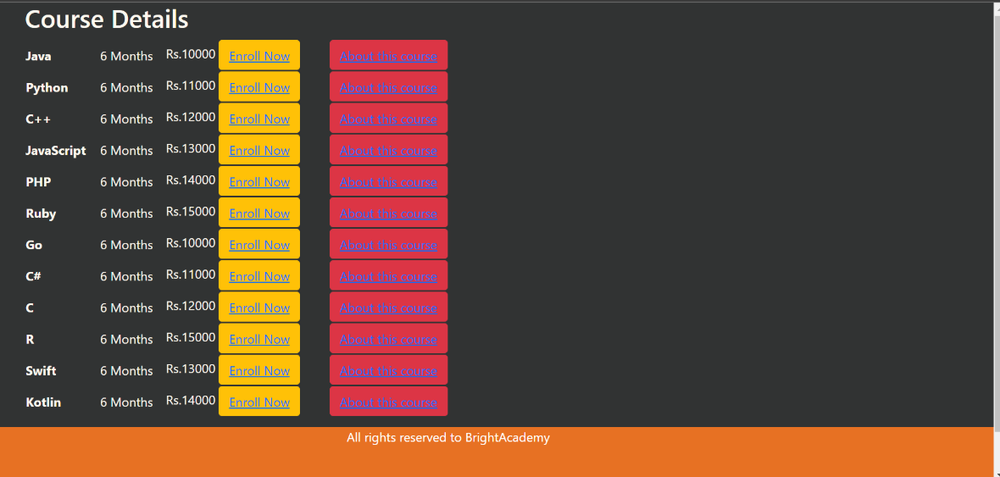 Course Details
Java 6 Months Rs.10000 Enroll Now About this course
Python 6 Months Rs.11000 Enroll Now About this course
C++ 6 Months Rs.12000 Enroll Now About this course
JavaScript 6 Months Rs.13000 Enroll Now About this course
PHP 6 Months Rs.14000 Enroll Now About this course
Ruby 6 Months Rs.15000 Enroll Now About this course
Go 6 Months Rs.10000 Enroll Now About this course
C# 6 Months Rs.11000 Enroll Now About this course
C 6 Months Rs.12000 Enroll Now About this course
R 6 Months Rs.15000 Enroll Now About this course
Swift 6 Months Rs.13000 Enroll Now About this course
Kotlin 6 Months Rs.14000 Enroll Now About this course
All rights reserved to BrightAcademy